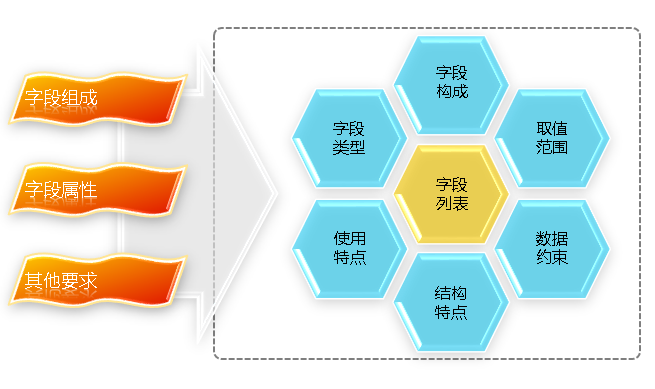 字段组成
字段属性
其他要求
字段
构成
字段
类型
取值
范围
字段
列表
使用
特点
数据
约束
结构
特点